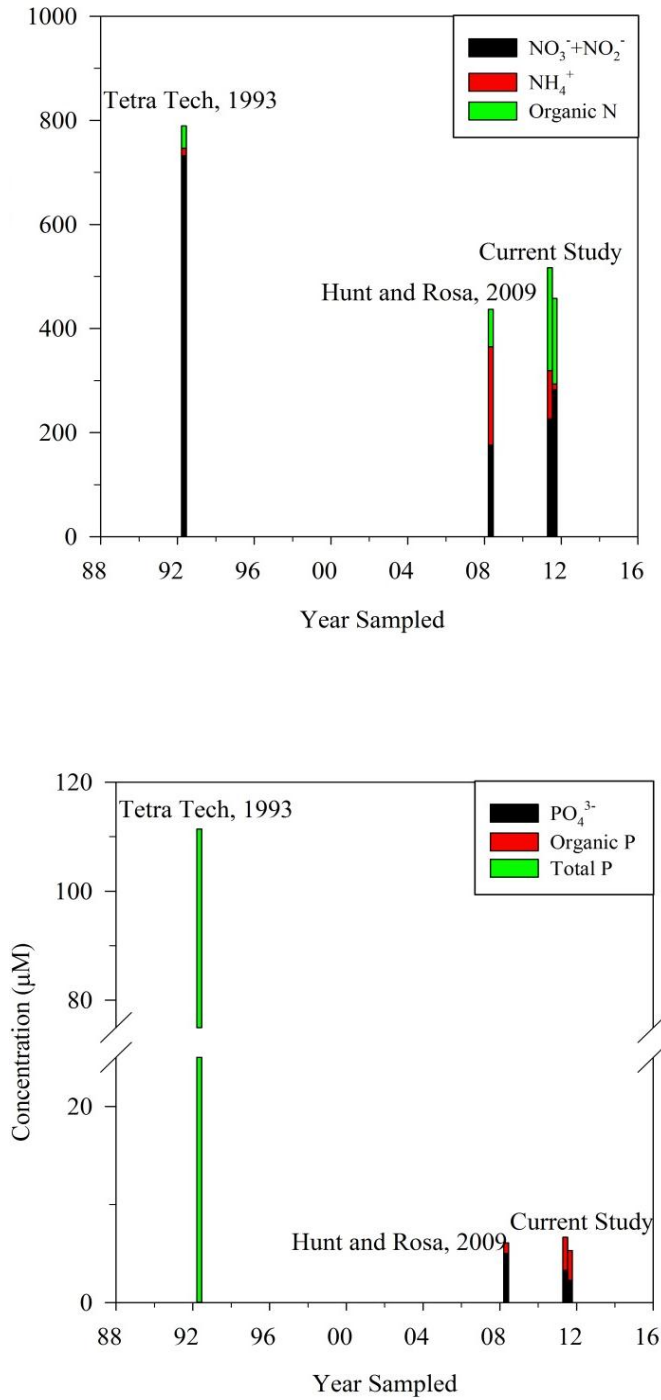 1000
800
600
400
200
0
88 92 96 00 04 08 12 16
Year Sampled
Tetra Tech, 1993
Hunt and Rosa, 2009
Current Study
NO₃⁻+NO₂⁻
NH₄⁺
Organic N
120
100
80
20
0
Concentration (µM)
88 92 96 00 04 08 12 16
Year Sampled
Tetra Tech, 1993
Hunt and Rosa, 2009
Current Study
PO₄³⁻
Organic P
Total P